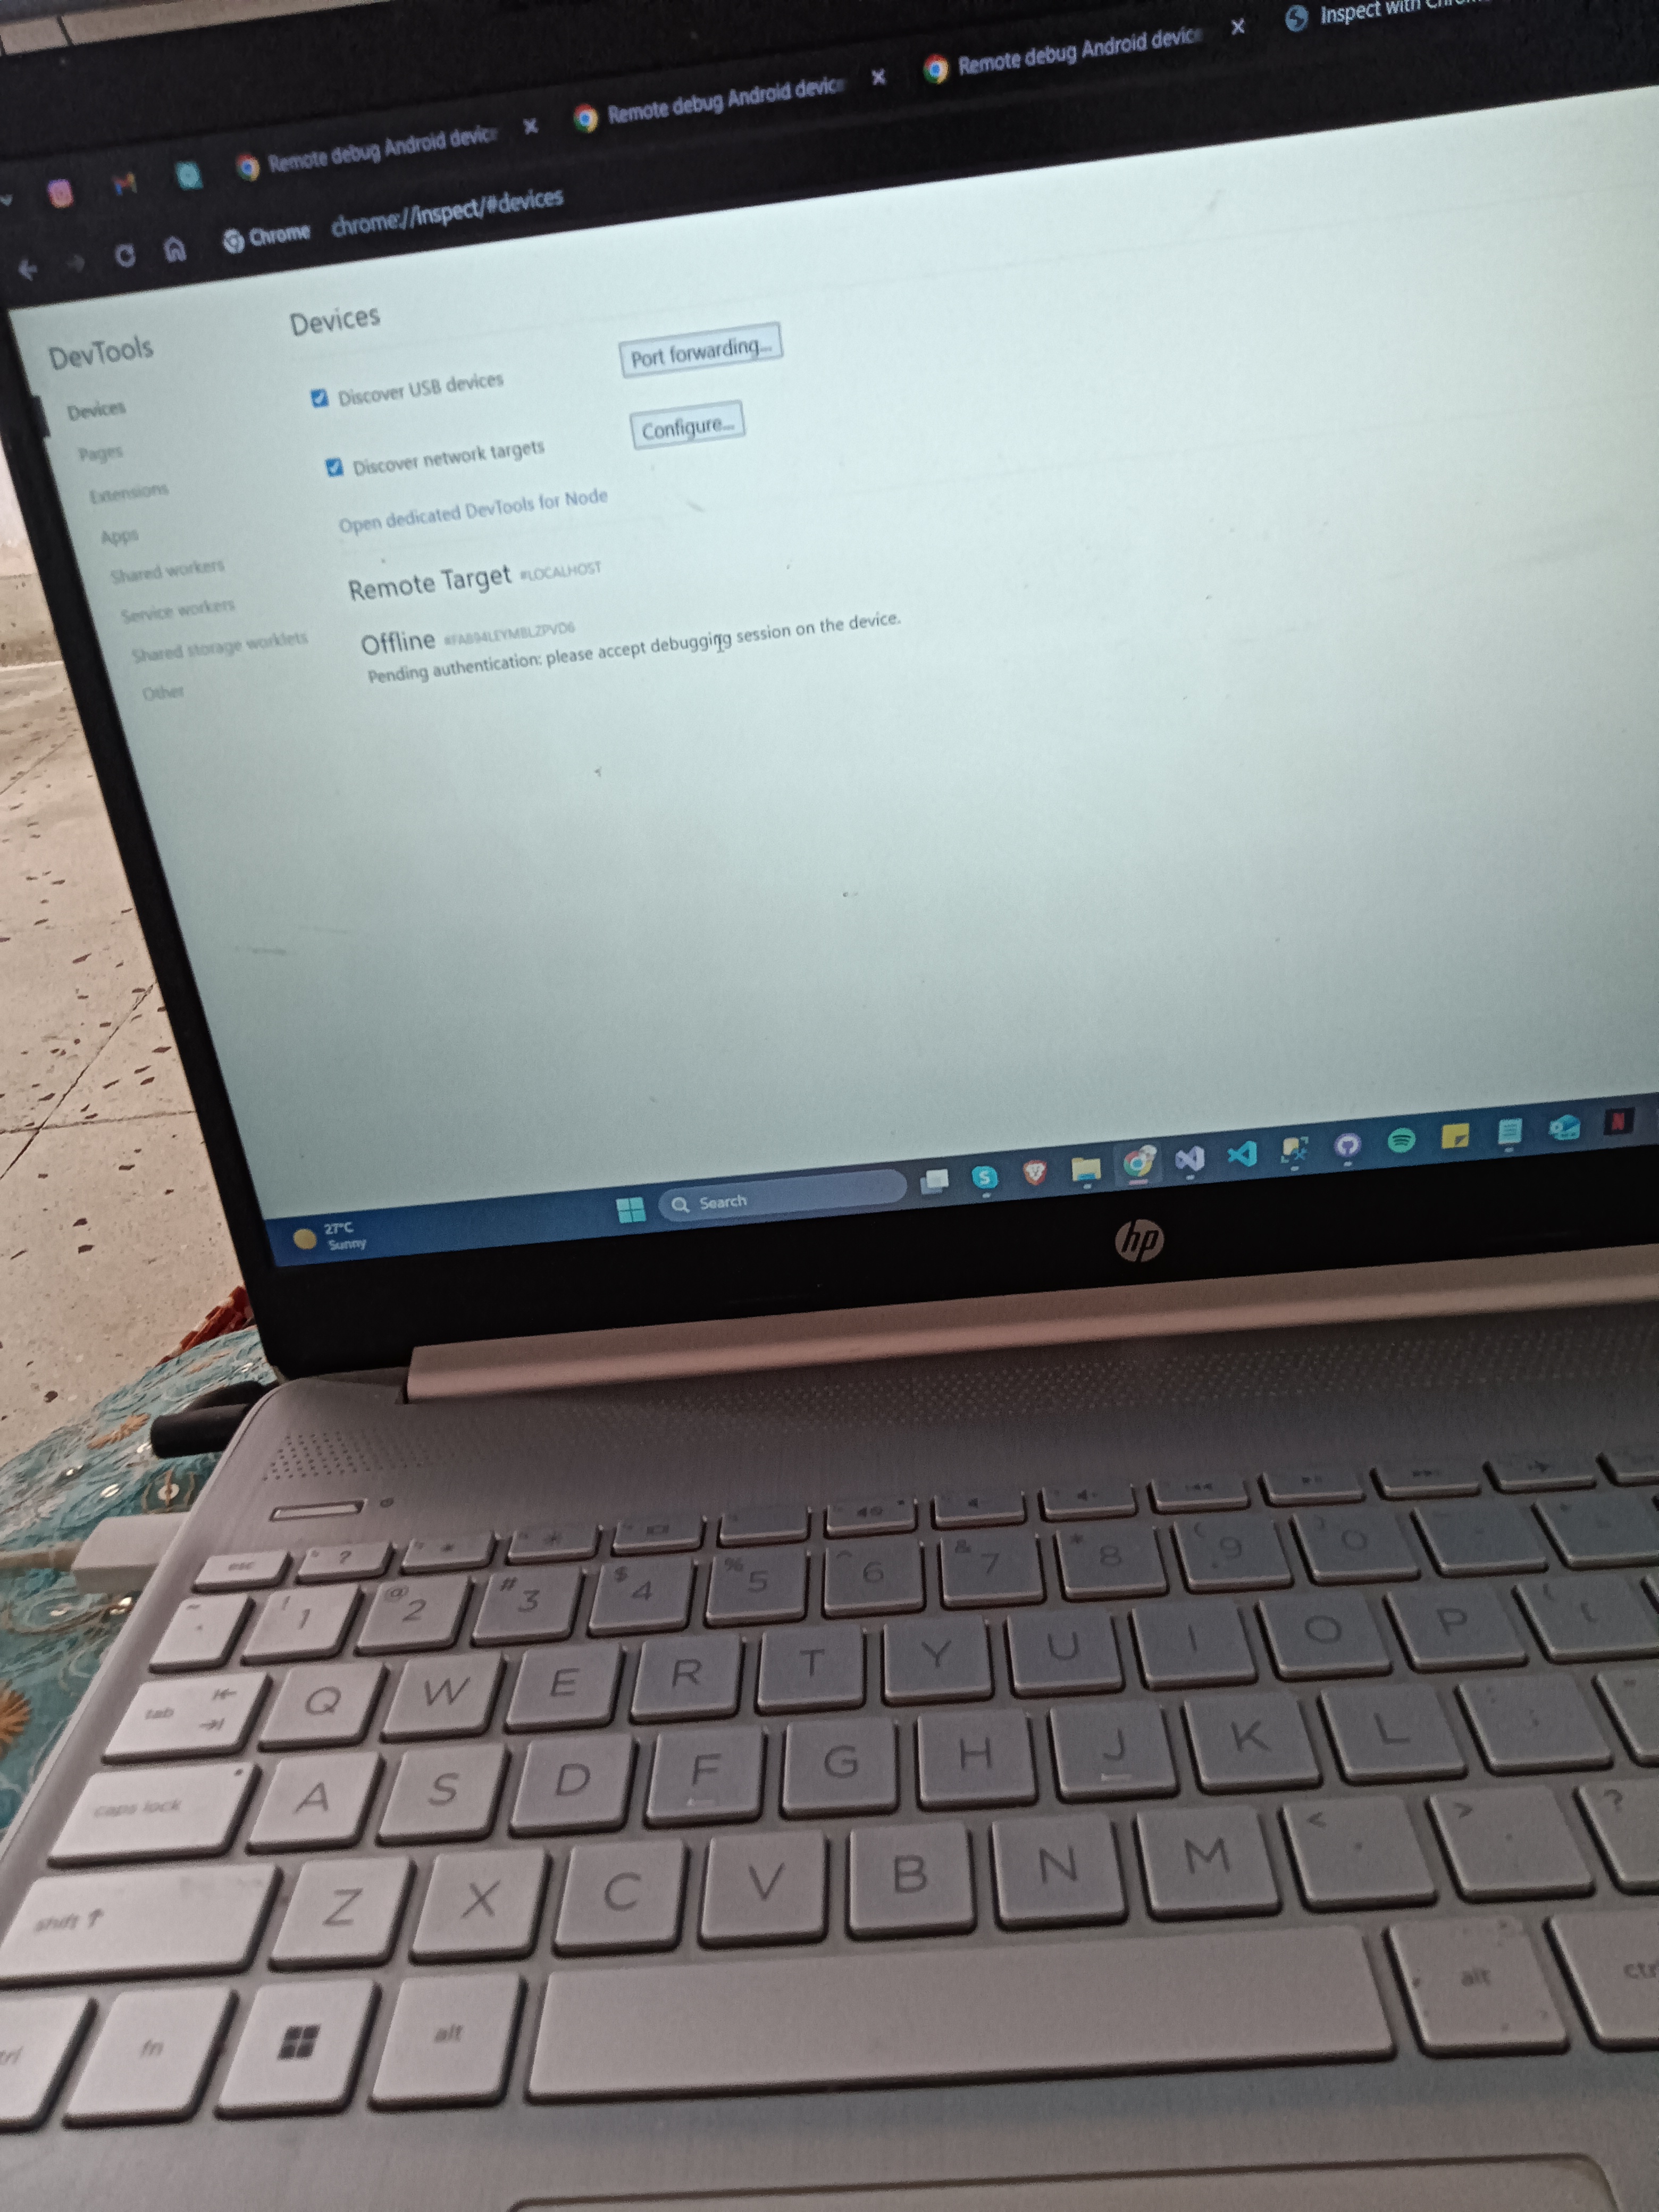 Inspect with
Remote debug Android devic
Remote debug Android devic
Remote debug Android devic
Chrome chrome://inspect/#devices
DevTools
Devices
Pages
Extensions
Apps
Shared workers
Service workers
Shared storage worklets
Other
Devices
Discover USB devices
Port forwarding...
Discover network targets
Configure...
Open dedicated DevTools for Node
Remote Target #LOCALHOST
Offline
Pending authentication: please accept debugging session on the device.
27°C
Sunny
Search
hp
esc ?
! 1 @ 2 # 3 $ 4 % 5 ^ 6 & 7 * 8 ( 9 ) 0
tab Q W E R T Y U I O P
caps lock A S D F G H J K L
shift Z X C V B N M < > ?
fn alt alt